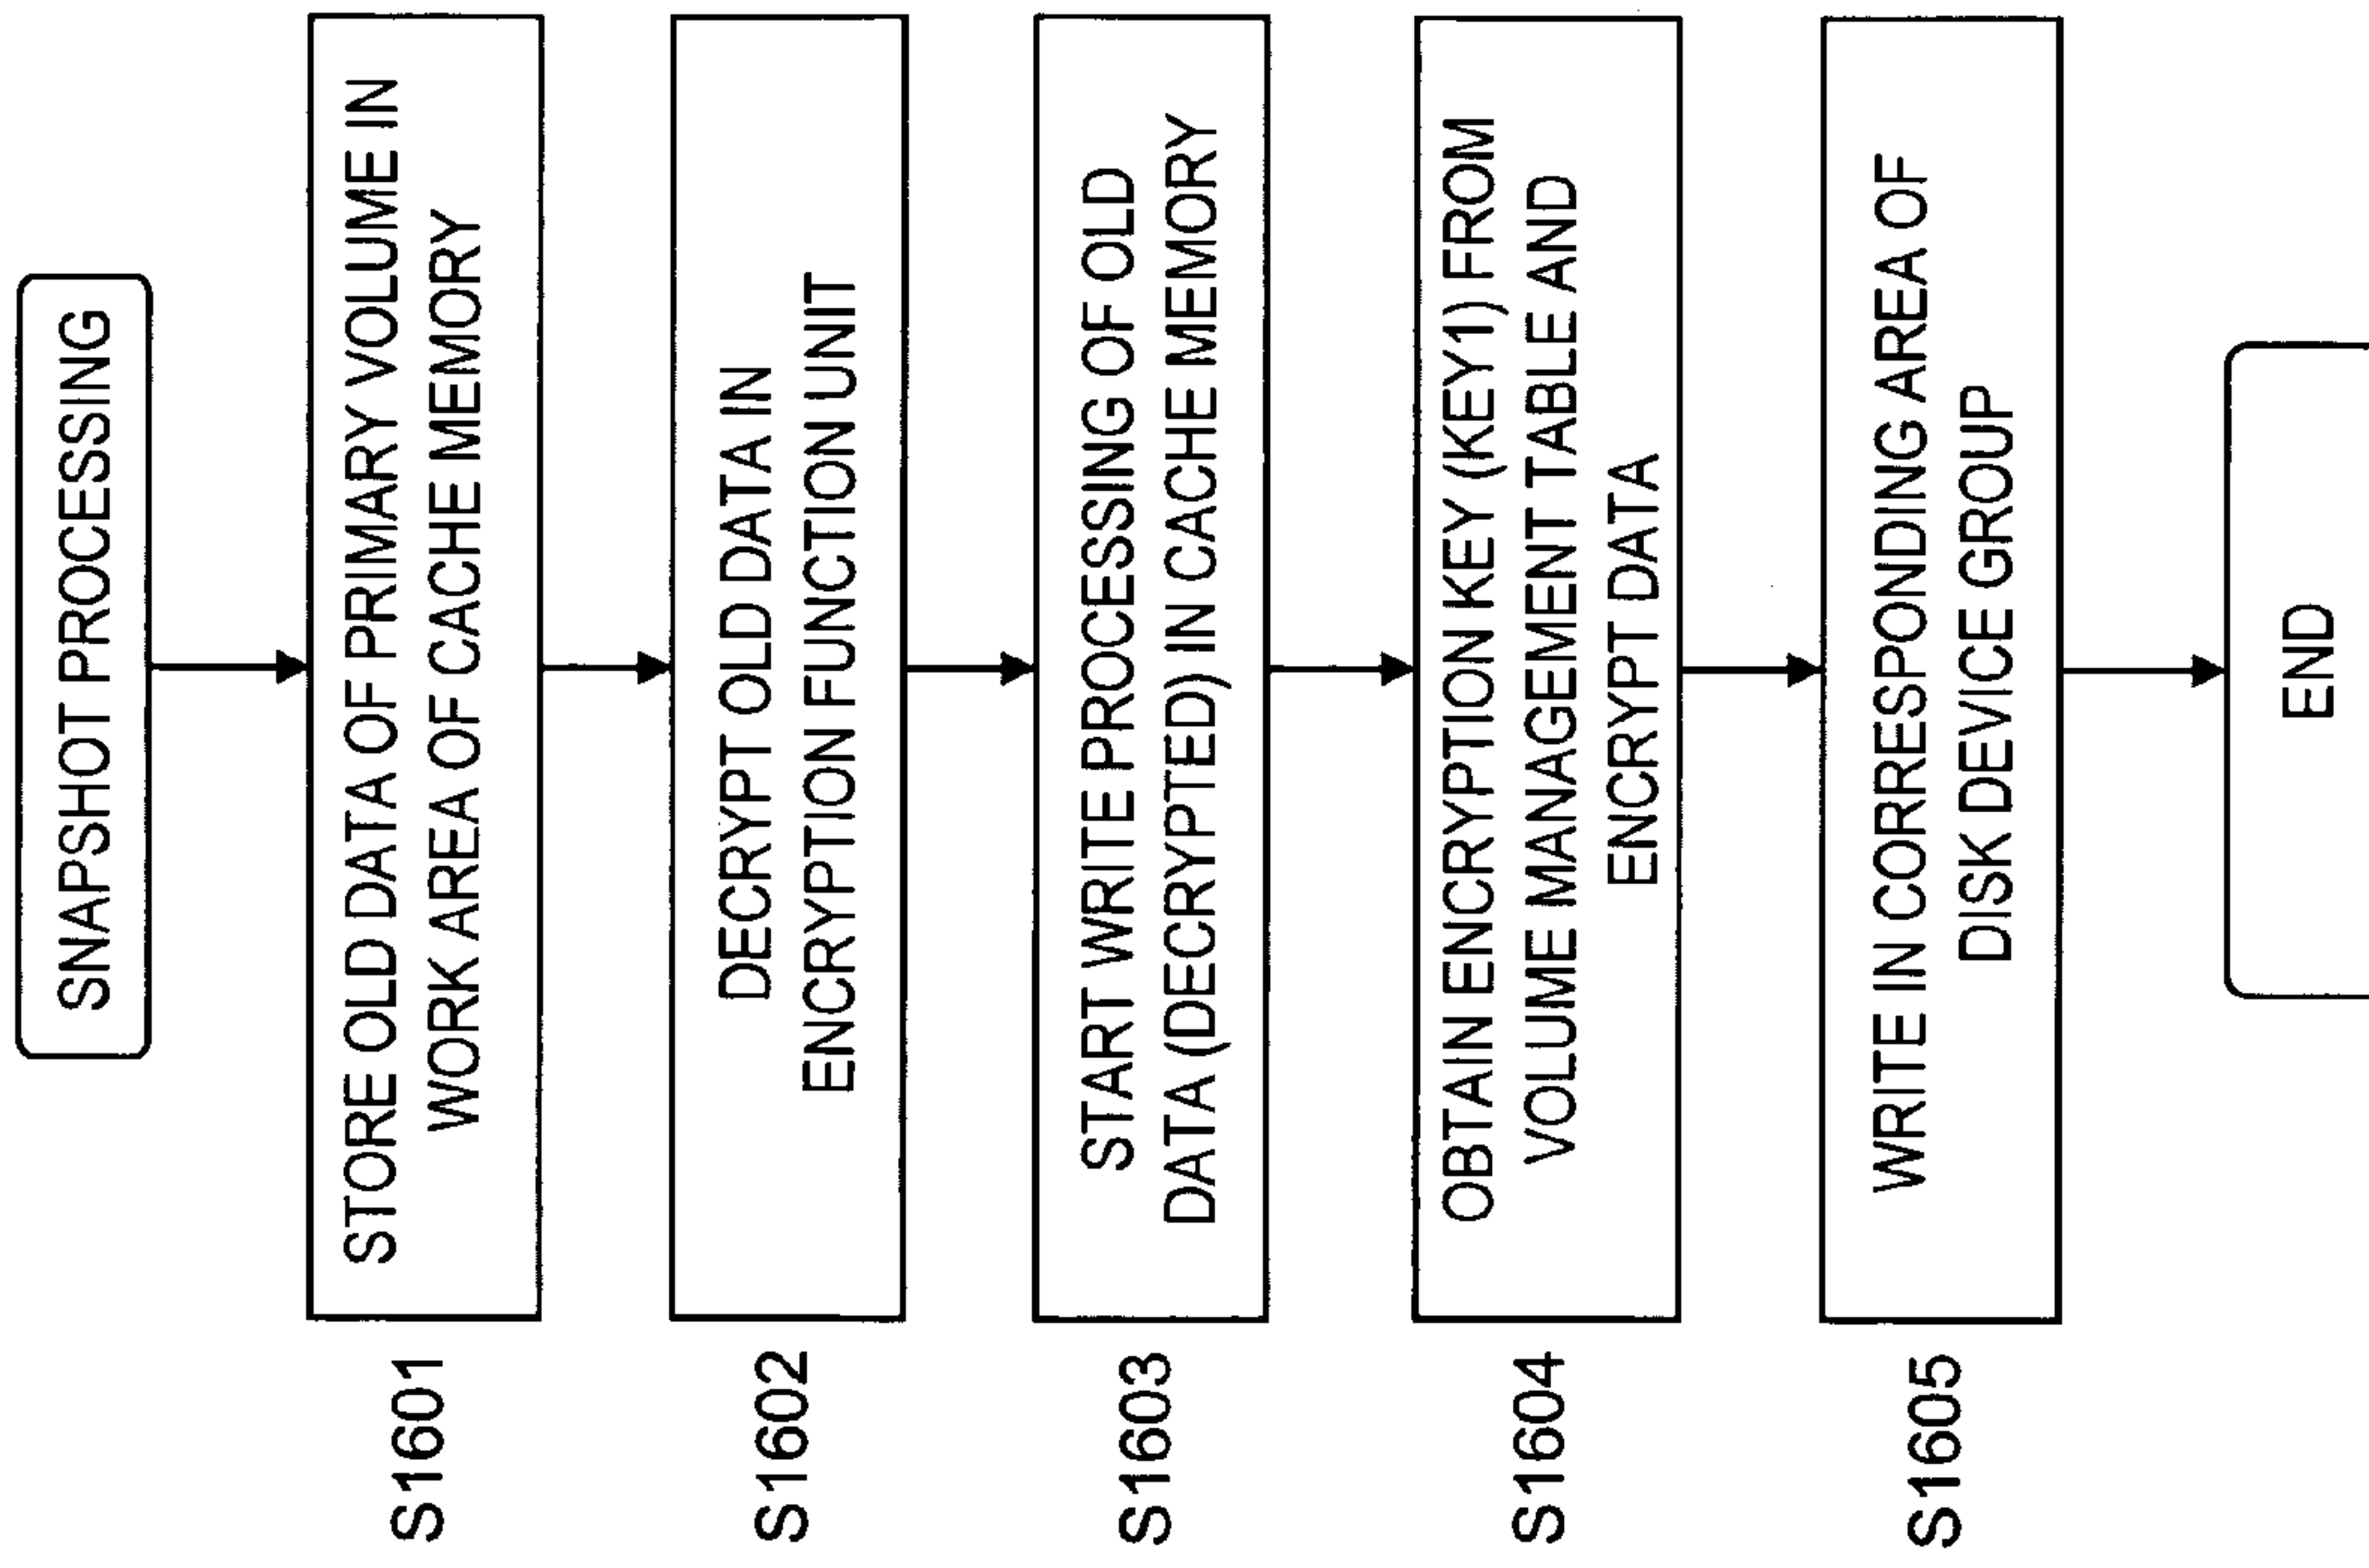 SNAPSHOT PROCESSING
S1601
STORE OLD DATA OF PRIMARY VOLUME IN
WORK AREA OF CACHE MEMORY
S1602
DECRYPT OLD DATA IN
ENCRYPTION FUNCTION UNIT
S1603
START WRITE PROCESSING OF OLD
DATA (DECRYPTED) IN CACHE MEMORY
S1604
OBTAIN ENCRYPTION KEY (KEY1) FROM
VOLUME MANAGEMENT TABLE AND
ENCRYPT DATA
S1605
WRITE IN CORRESPONDING AREA OF
DISK DEVICE GROUP
END